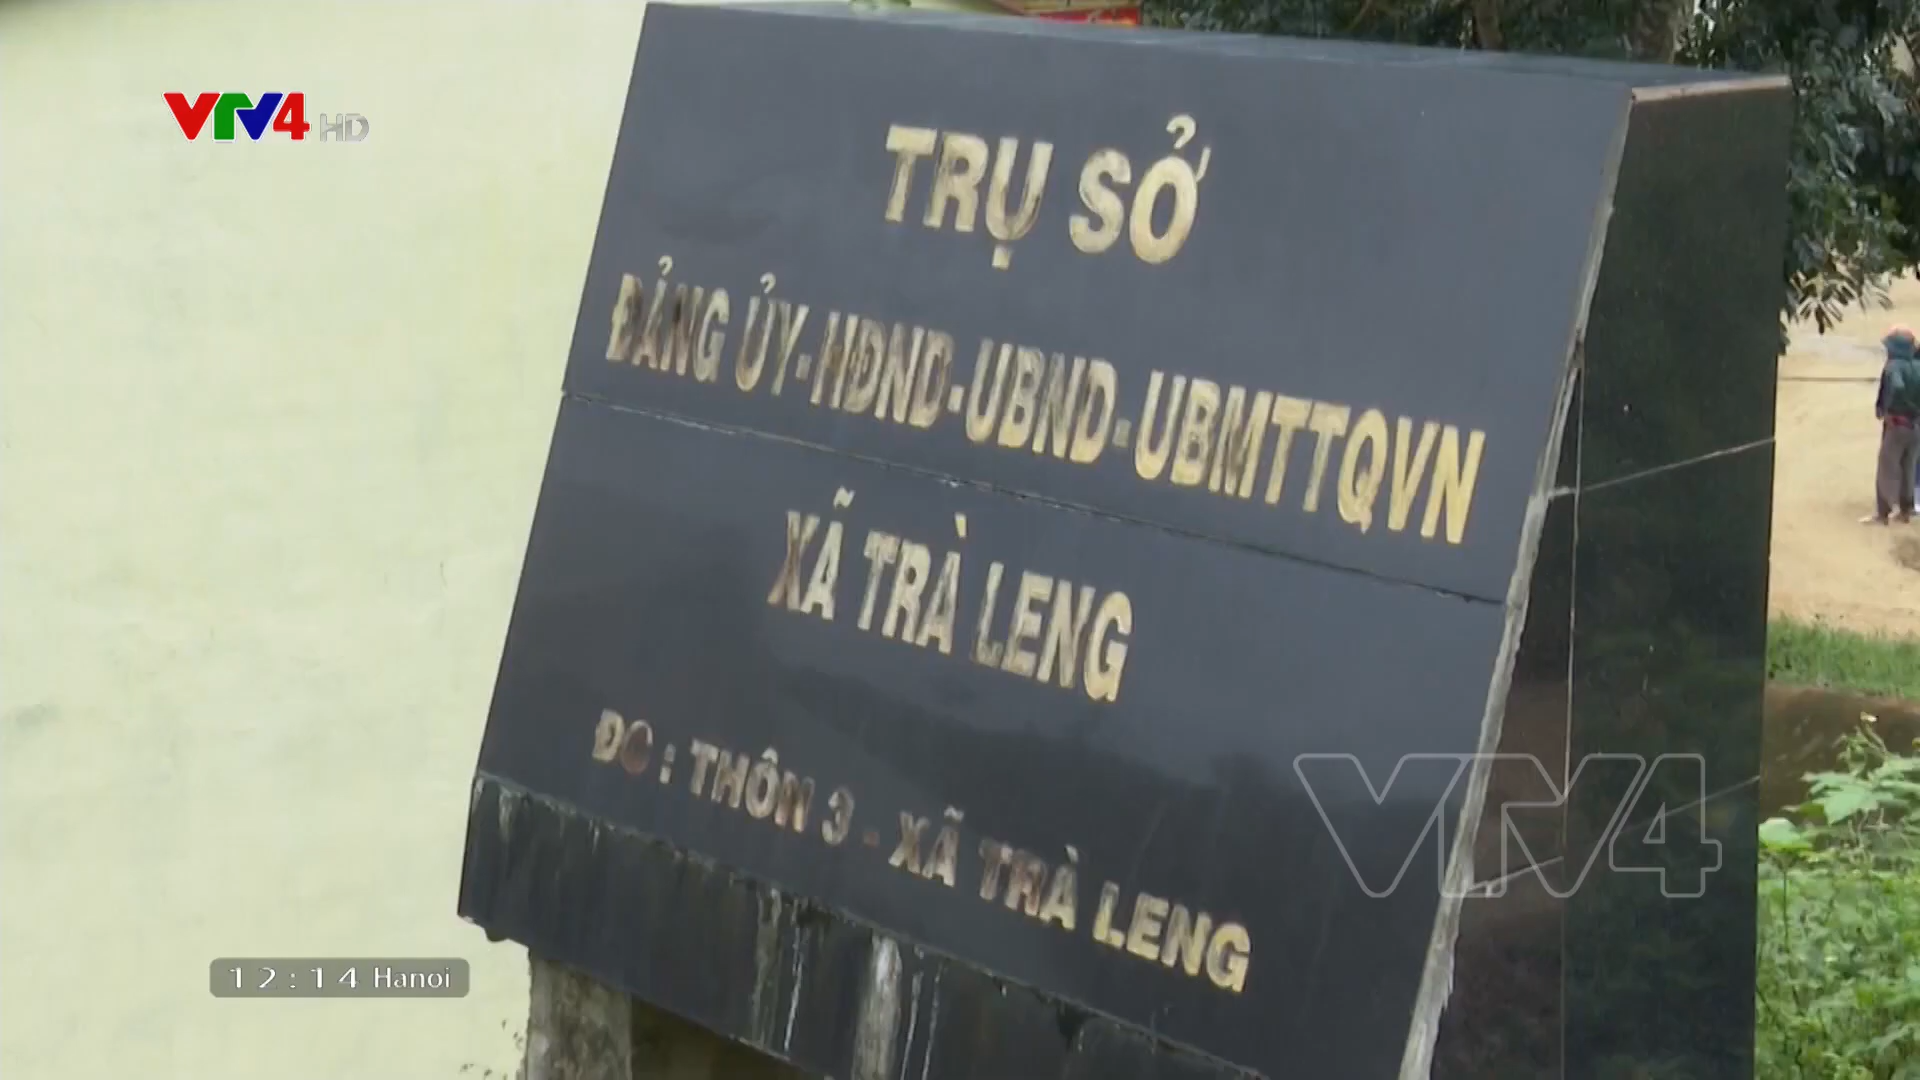 VTV4 HD
TRỤ SỞ
ĐẢNG ỦY-HĐND-UBND-UBMTTQVN
XÃ TRÀ LENG
ĐC : THÔN 3 - XÃ TRÀ LENG
VTV4
12:14 Hanoi